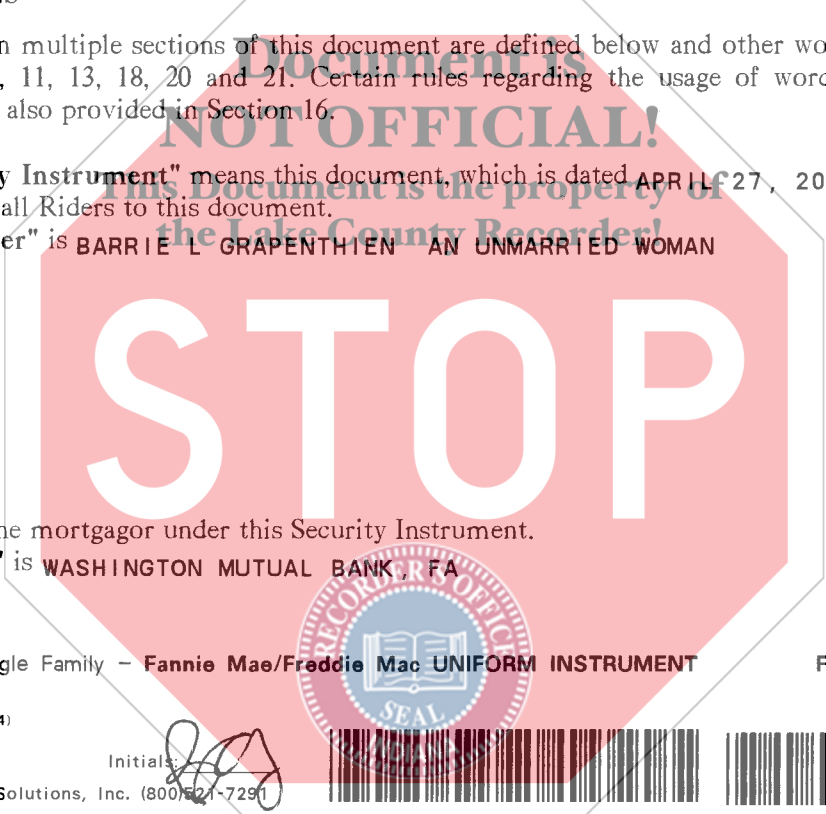 n multiple sections of this document are defined below and other wo
, 11, 13, 18, 20 and 21. Certain rules regarding the usage of word
also provided in Section 16.
Document is
NOT OFFICIAL!
This Document is the property of
the Lake County Recorder!
y Instrument" means this document, which is dated APRIL 27, 20
all Riders to this document.
er" is BARRIE L GRAPENTHIEN AN UNMARRIED WOMAN
STOP
he mortgagor under this Security Instrument.
" is WASHINGTON MUTUAL BANK, FA
RECORDER'S OFFICE
SEAL
INDIANA
gle Family – Fannie Mae/Freddie Mac UNIFORM INSTRUMENT F
4)
Initials:
Solutions, Inc. (800)521-7291